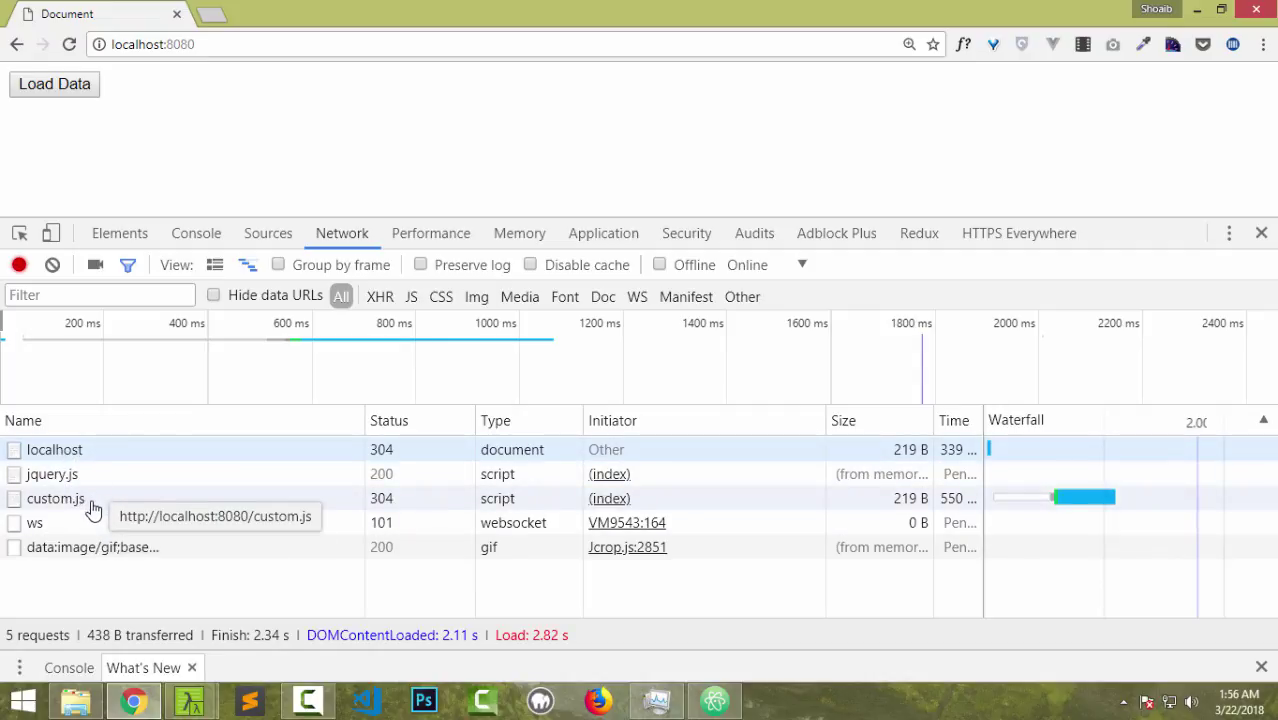 Document
Shoaib
localhost:8080
f?
Load Data
Elements Console Sources Network Performance Memory Application Security Audits Adblock Plus Redux HTTPS Everywhere
View: Group by frame Preserve log Disable cache Offline Online
Filter Hide data URLs All XHR JS CSS Img Media Font Doc WS Manifest Other
200 ms 400 ms 600 ms 800 ms 1000 ms 1200 ms 1400 ms 1600 ms 1800 ms 2000 ms 2200 ms 2400 ms
Name Status Type Initiator Size Time Waterfall 2.0(
localhost 304 document Other 219 B 339 ...
jquery.js 200 script (index) (from memor... Pen...
custom.js 304 script (index) 219 B 550 ...
http://localhost:8080/custom.js
ws 101 websocket VM9543:164 0 B Pen...
data:image/gif;base... 200 gif Jcrop.js:2851 (from memor... Pen...
5 requests | 438 B transferred | Finish: 2.34 s | DOMContentLoaded: 2.11 s | Load: 2.82 s
Console What's New
Ps
1:56 AM
3/22/2018